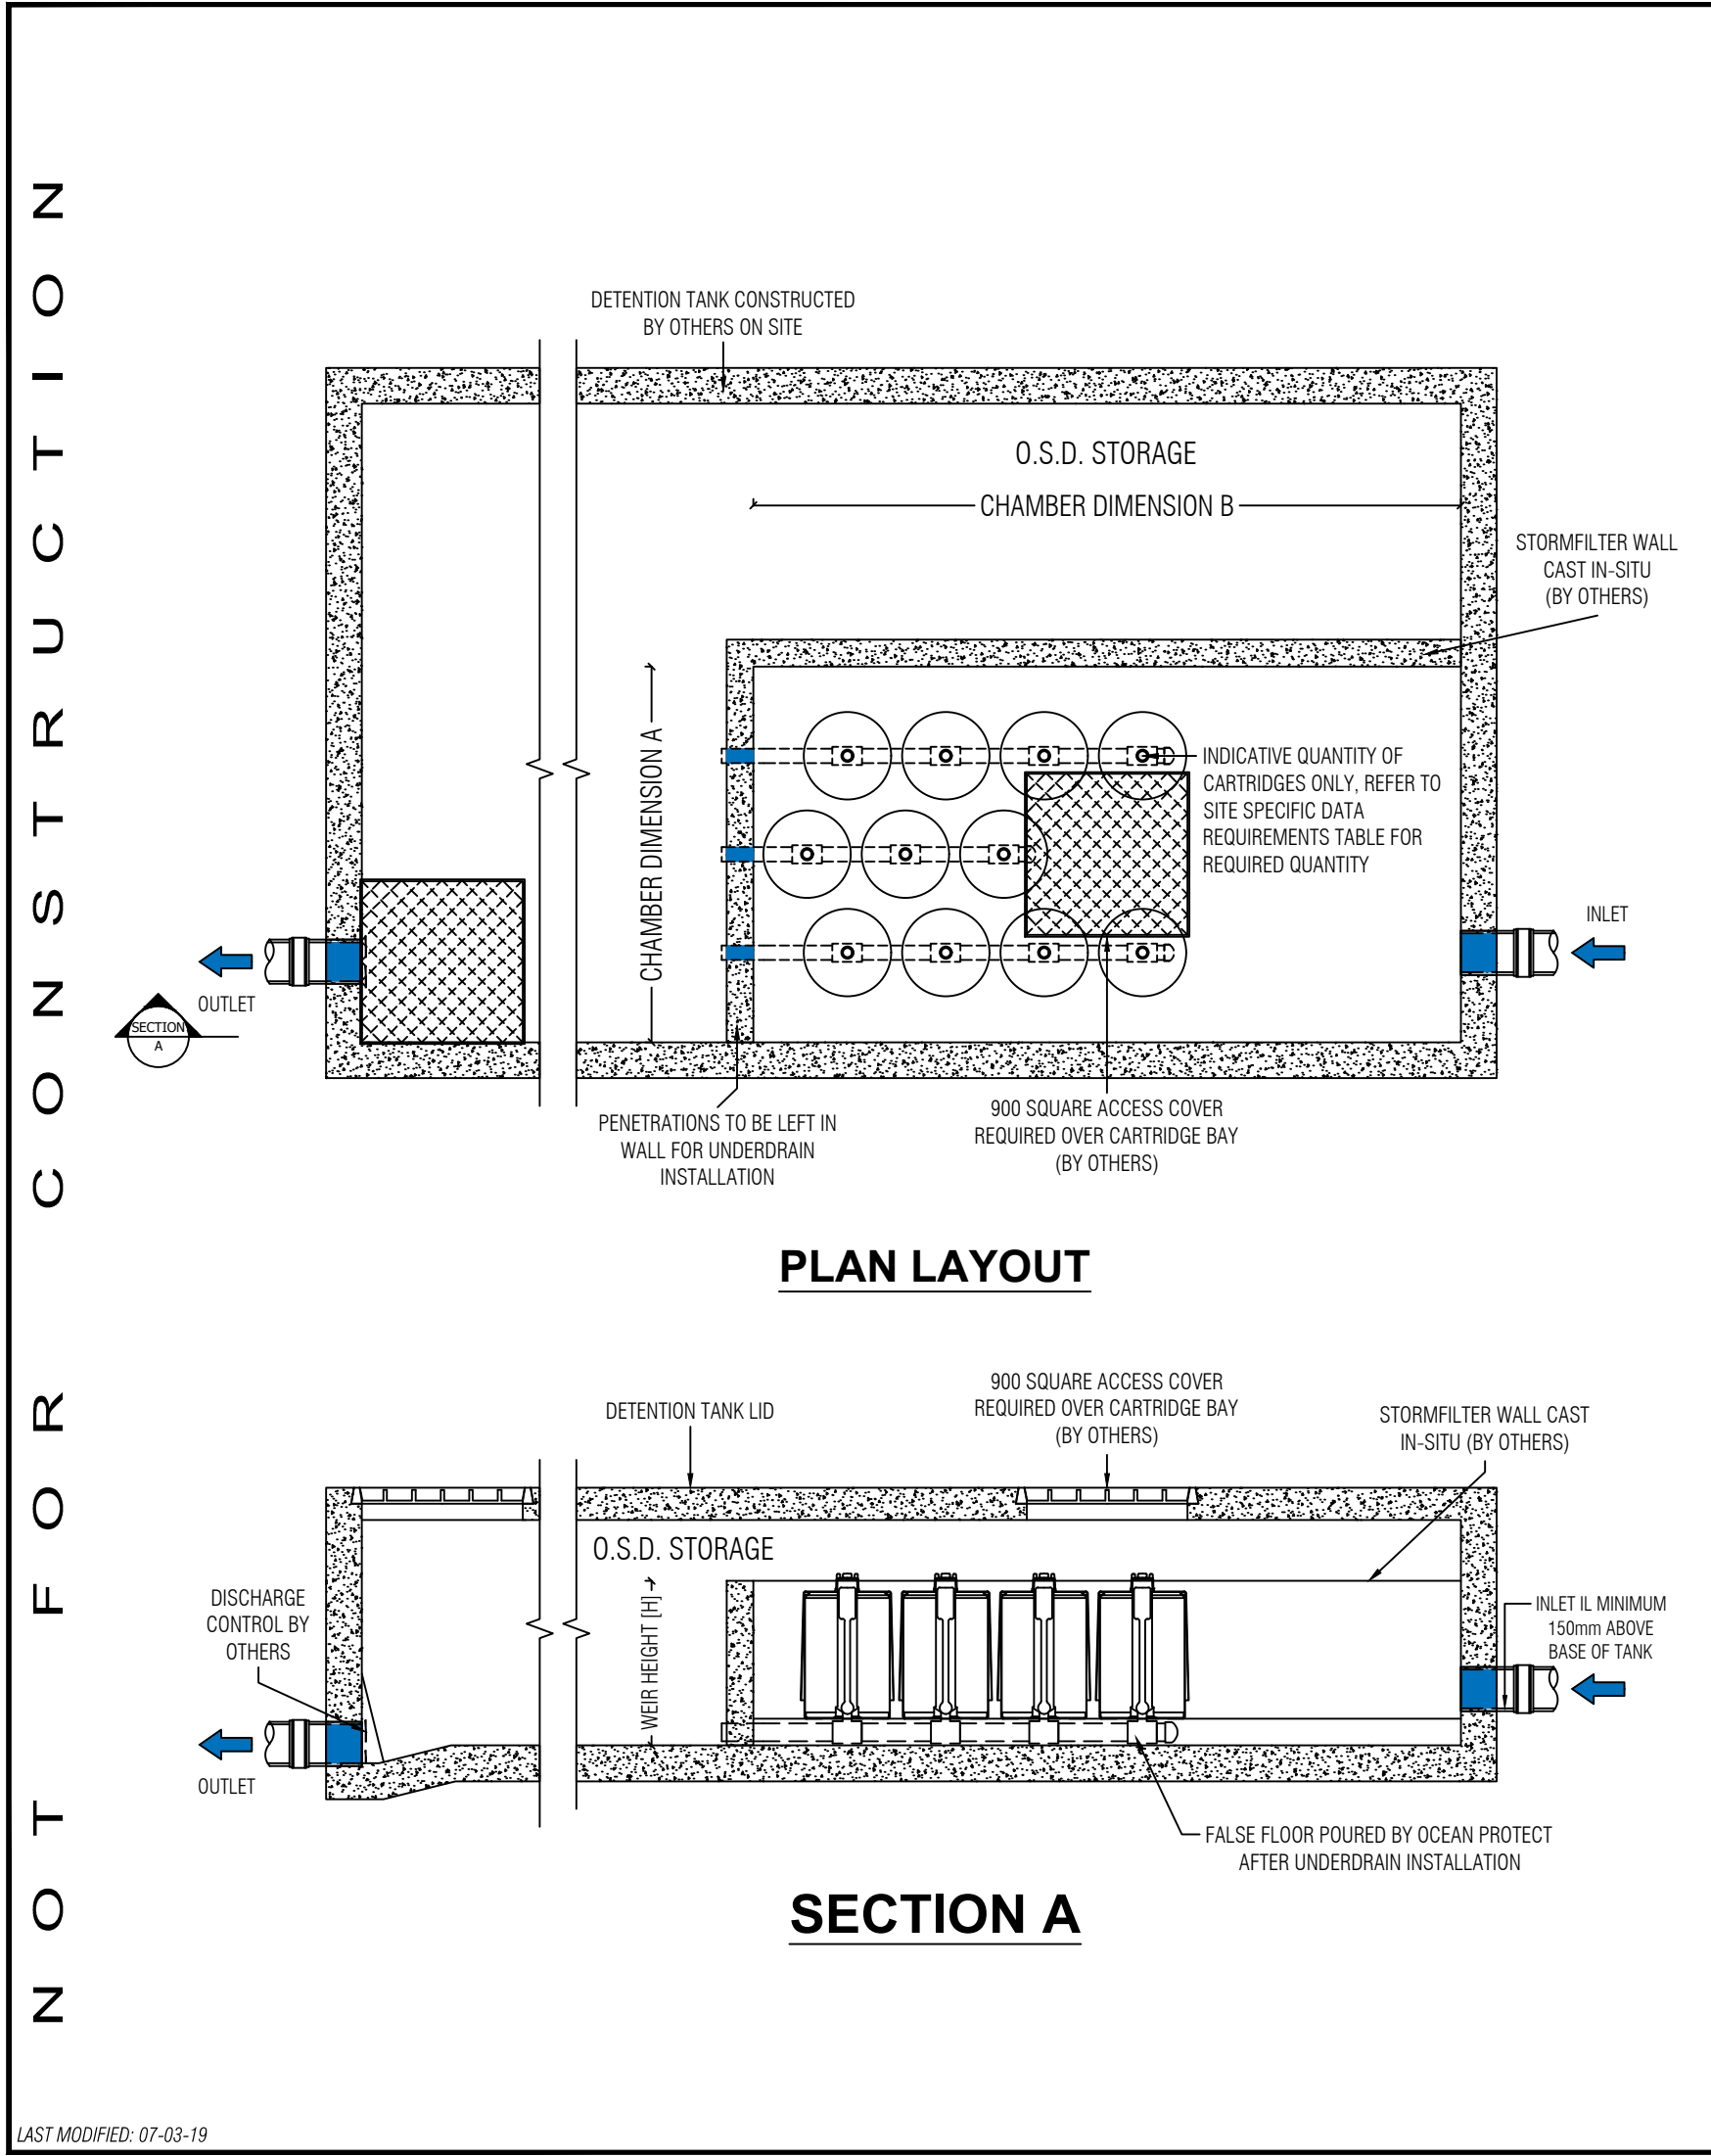 NOT FOR CONSTRUCTION
DETENTION TANK CONSTRUCTED
BY OTHERS ON SITE
O.S.D. STORAGE
CHAMBER DIMENSION B
STORMFILTER WALL
CAST IN-SITU
(BY OTHERS)
CHAMBER DIMENSION A
INDICATIVE QUANTITY OF
CARTRIDGES ONLY, REFER TO
SITE SPECIFIC DATA
REQUIREMENTS TABLE FOR
REQUIRED QUANTITY
INLET
OUTLET
SECTION
A
PENETRATIONS TO BE LEFT IN
WALL FOR UNDERDRAIN
INSTALLATION
900 SQUARE ACCESS COVER
REQUIRED OVER CARTRIDGE BAY
(BY OTHERS)
PLAN LAYOUT
DETENTION TANK LID
900 SQUARE ACCESS COVER
REQUIRED OVER CARTRIDGE BAY
(BY OTHERS)
STORMFILTER WALL CAST
IN-SITU (BY OTHERS)
O.S.D. STORAGE
DISCHARGE
CONTROL BY
OTHERS
WEIR HEIGHT [H]
INLET IL MINIMUM
150mm ABOVE
BASE OF TANK
OUTLET
FALSE FLOOR POURED BY OCEAN PROTECT
AFTER UNDERDRAIN INSTALLATION
SECTION A
LAST MODIFIED: 07-03-19